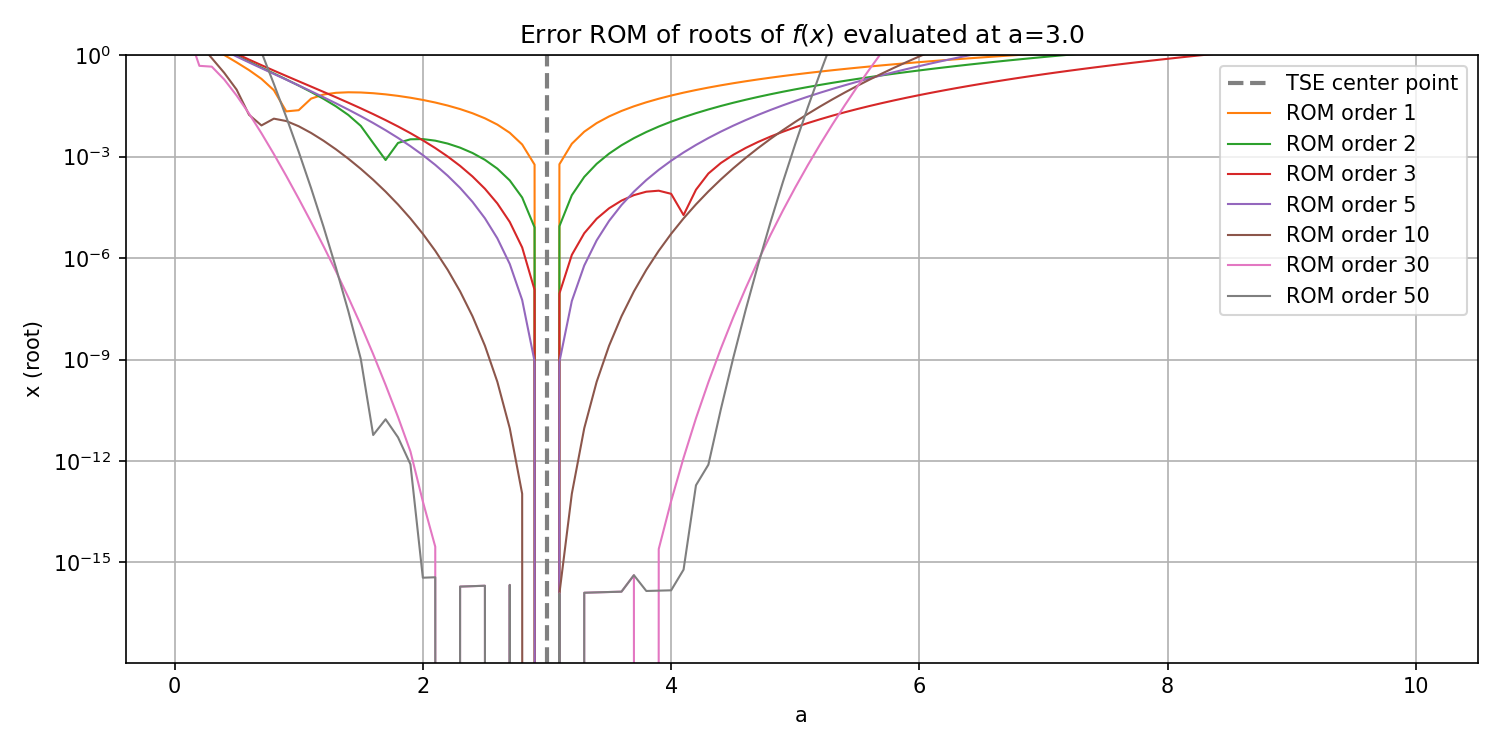 Error ROM of roots of f(x) evaluated at a=3.0
x (root)
10⁰
10⁻³
10⁻⁶
10⁻⁹
10⁻¹²
10⁻¹⁵
TSE center point
ROM order 1
ROM order 2
ROM order 3
ROM order 5
ROM order 10
ROM order 30
ROM order 50
0 2 4 6 8 10
a